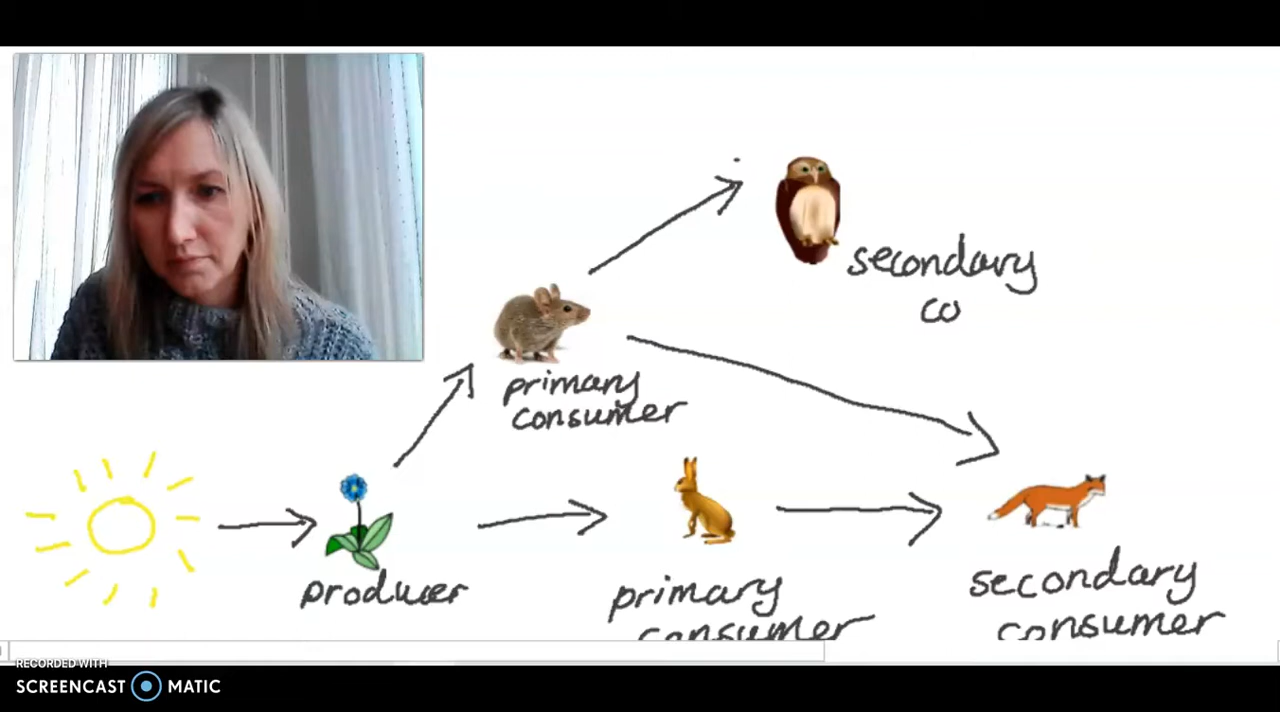 secondary
co
primary
consumer
producer
primary
consumer
secondary
consumer
RECORDED WITH
SCREENCAST MATIC